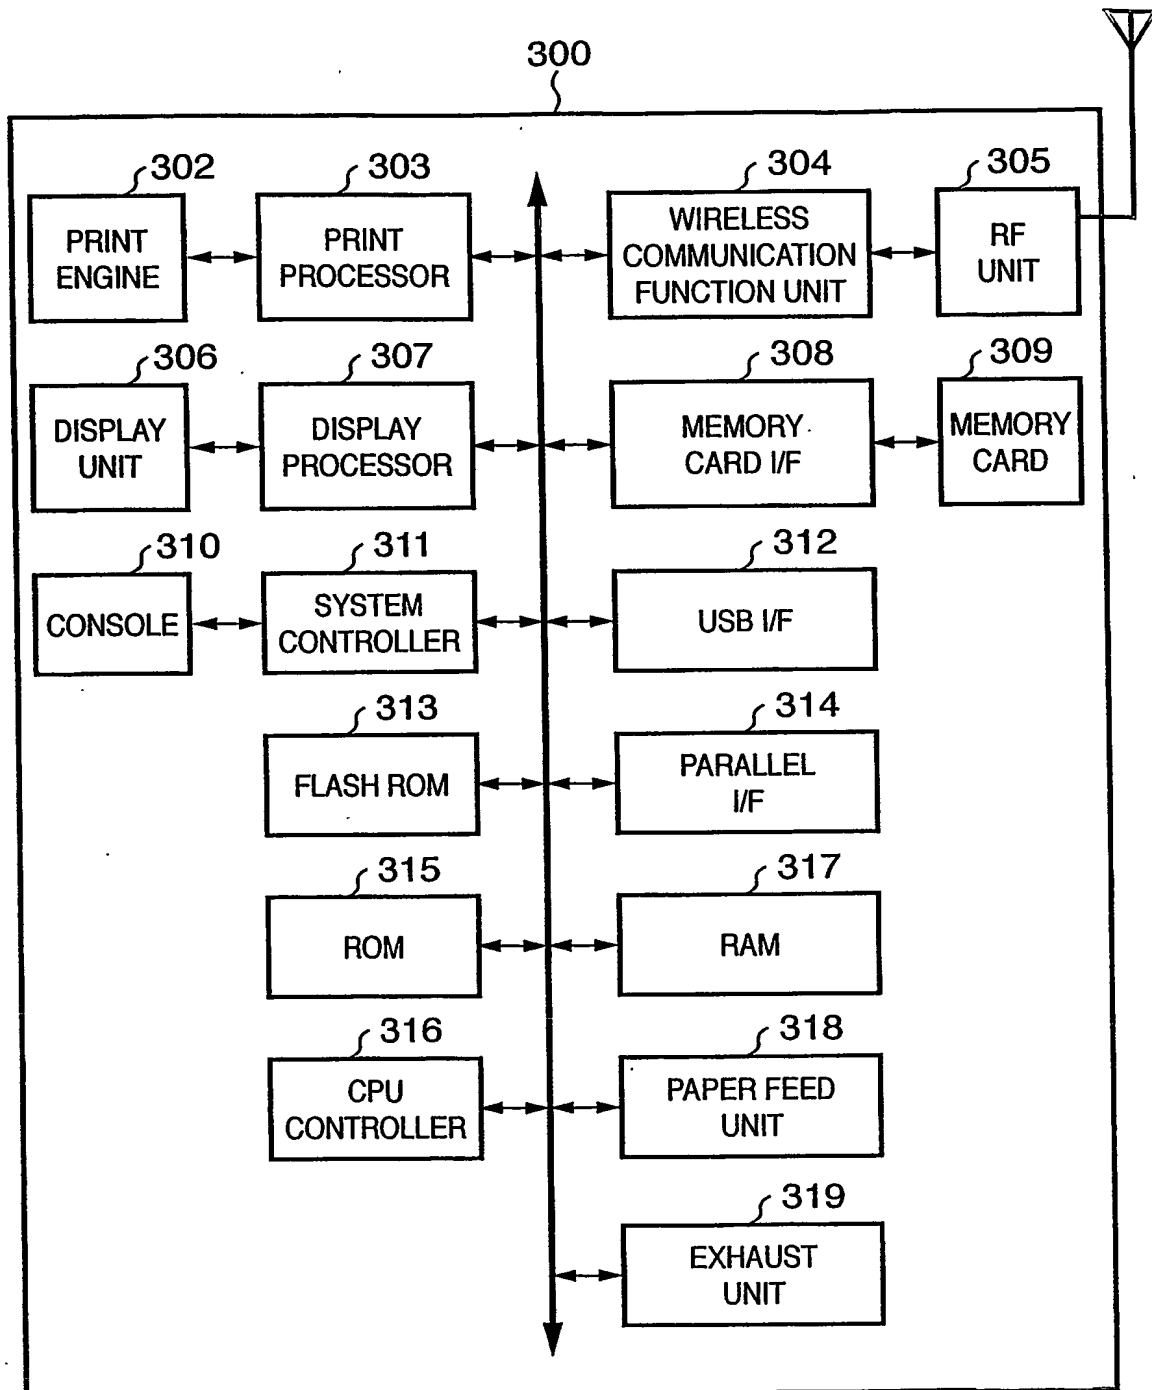 300
302
303
304
305
PRINT
ENGINE
PRINT
PROCESSOR
WIRELESS
COMMUNICATION
FUNCTION UNIT
RF
UNIT
306
307
308
309
DISPLAY
UNIT
DISPLAY
PROCESSOR
MEMORY
CARD I/F
MEMORY
CARD
310
311
312
CONSOLE
SYSTEM
CONTROLLER
USB I/F
313
314
FLASH ROM
PARALLEL
I/F
315
317
ROM
RAM
316
318
CPU
CONTROLLER
PAPER FEED
UNIT
319
EXHAUST
UNIT